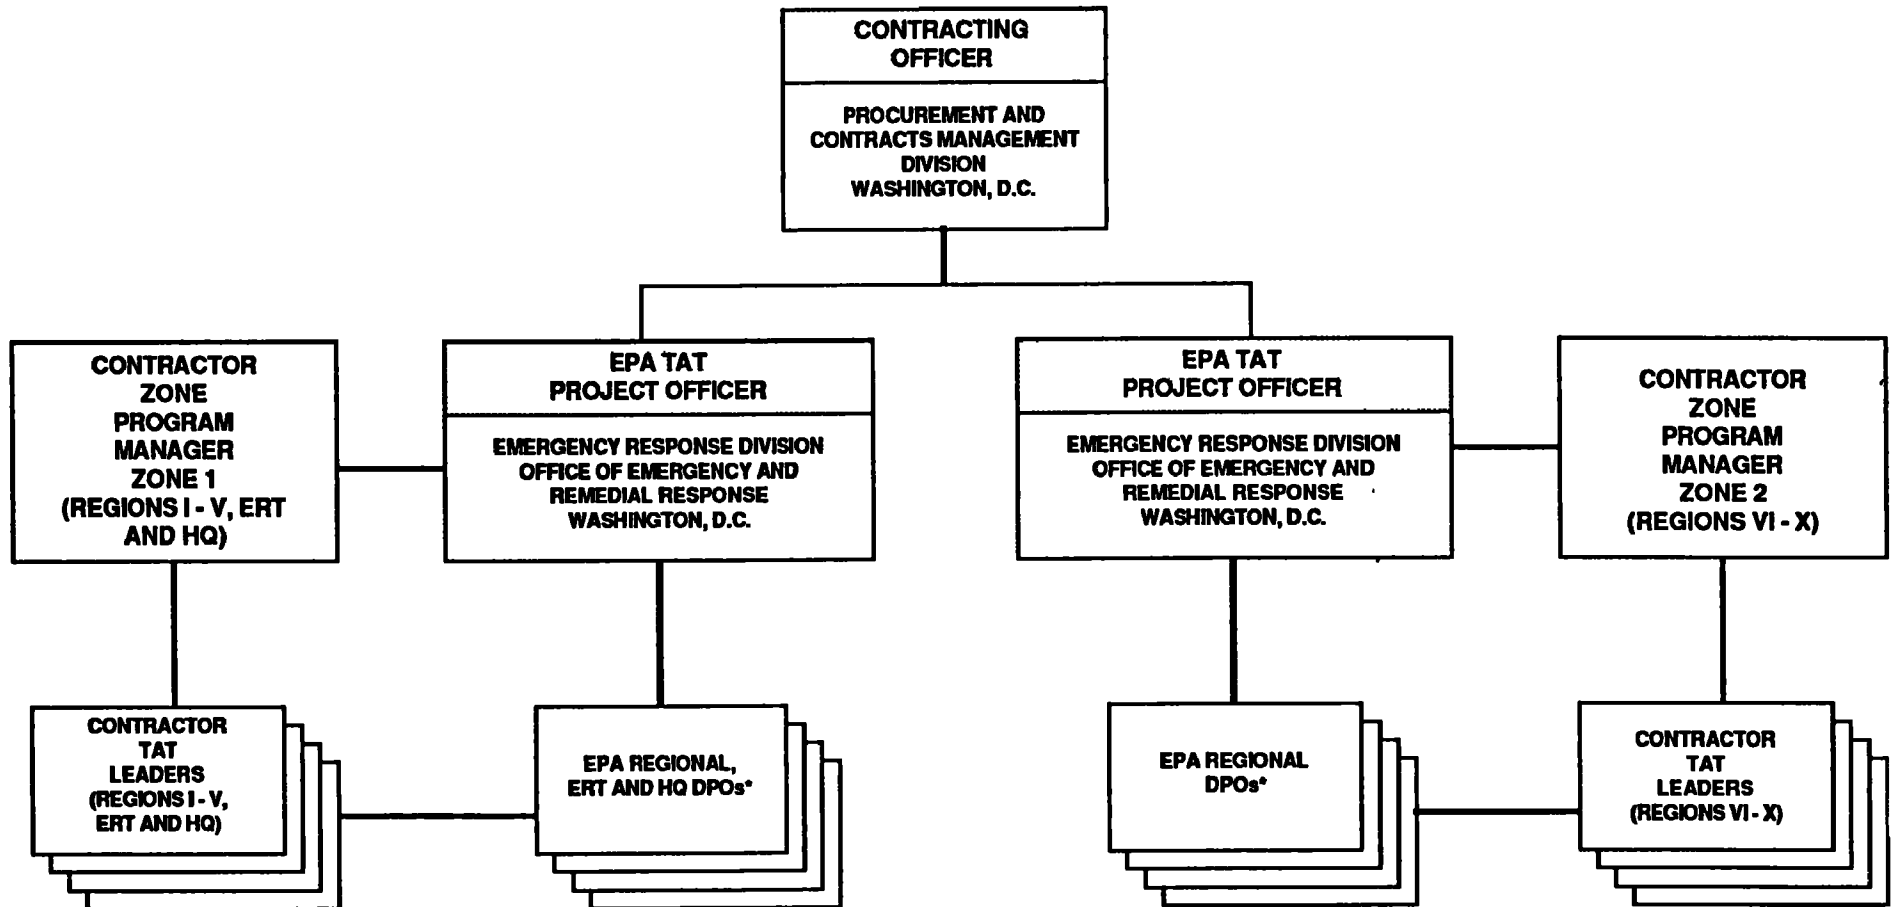 CONTRACTING
OFFICER
PROCUREMENT AND
CONTRACTS MANAGEMENT
DIVISION
WASHINGTON, D.C.
CONTRACTOR
ZONE
PROGRAM
MANAGER
ZONE 1
(REGIONS I - V, ERT
AND HQ)
EPA TAT
PROJECT OFFICER
EMERGENCY RESPONSE DIVISION
OFFICE OF EMERGENCY AND
REMEDIAL RESPONSE
WASHINGTON, D.C.
EPA TAT
PROJECT OFFICER
EMERGENCY RESPONSE DIVISION
OFFICE OF EMERGENCY AND
REMEDIAL RESPONSE
WASHINGTON, D.C.
CONTRACTOR
ZONE
PROGRAM
MANAGER
ZONE 2
(REGIONS VI - X)
CONTRACTOR
TAT
LEADERS
(REGIONS I - V,
ERT AND HQ)
EPA REGIONAL,
ERT AND HQ DPOs*
EPA REGIONAL
DPOs*
CONTRACTOR
TAT
LEADERS
(REGIONS VI - X)